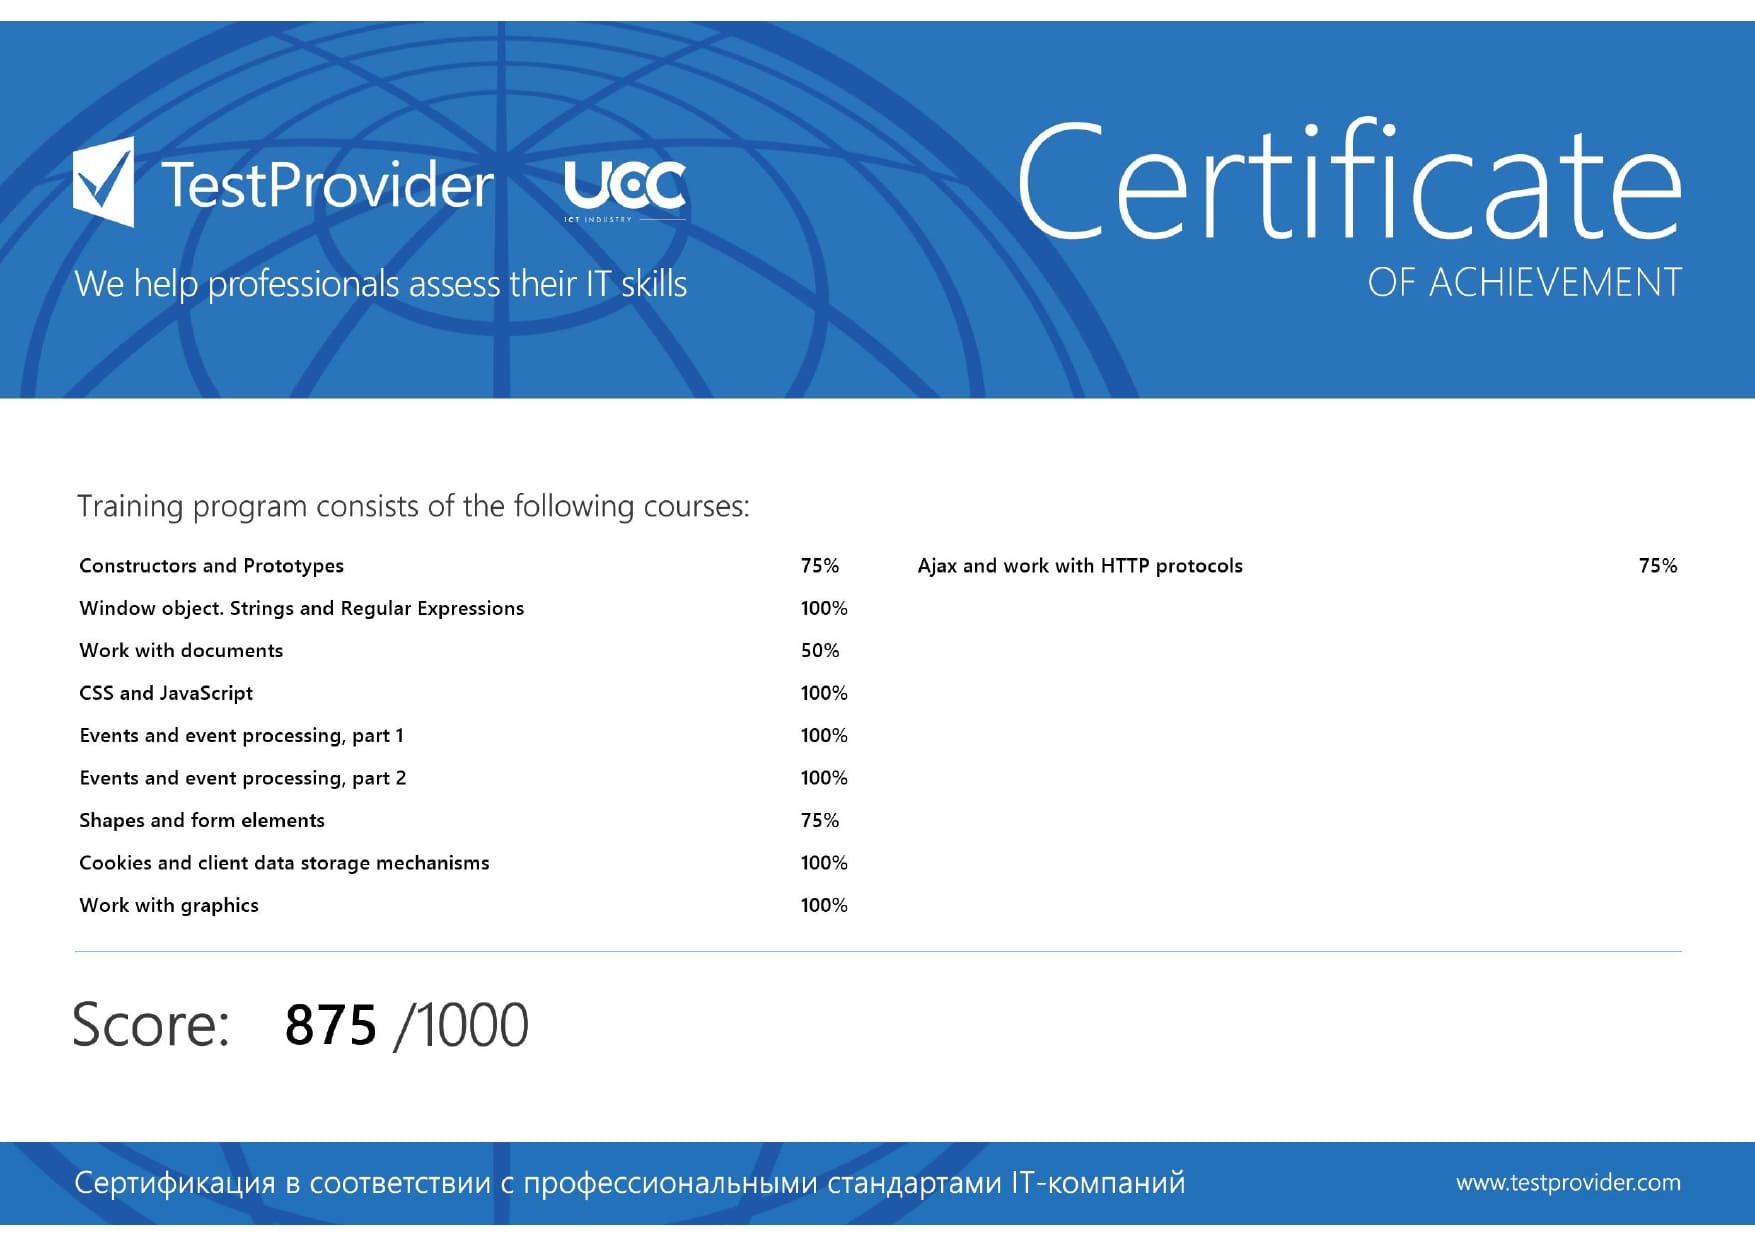 TestProvider
UCC
ICT INDUSTRY
We help professionals assess their IT skills
Certificate
OF ACHIEVEMENT
Training program consists of the following courses:
Constructors and Prototypes 75%
Window object. Strings and Regular Expressions 100%
Work with documents 50%
CSS and JavaScript 100%
Events and event processing, part 1 100%
Events and event processing, part 2 100%
Shapes and form elements 75%
Cookies and client data storage mechanisms 100%
Work with graphics 100%
Ajax and work with HTTP protocols 75%
Score: 875 /1000
Сертификация в соответствии с профессиональными стандартами IT-компаний
www.testprovider.com